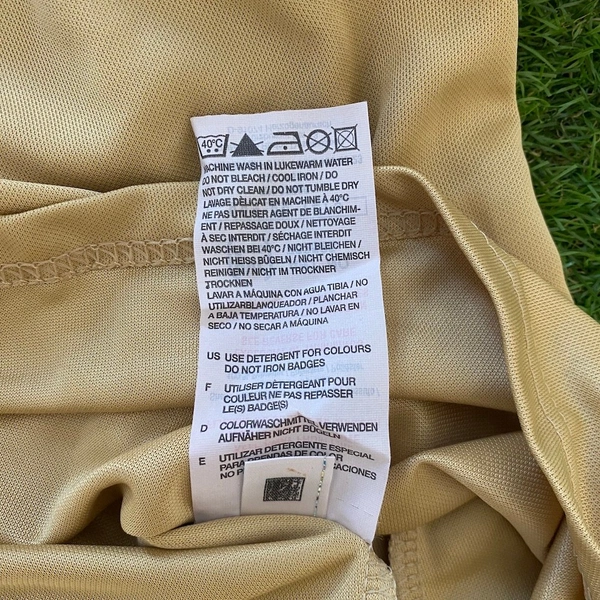 40°C
MACHINE WASH IN LUKEWARM WATER
DO NOT BLEACH / COOL IRON / DO
NOT DRY CLEAN / DO NOT TUMBLE DRY
LAVAGE DÈLICAT EN MACHINE À 40°C
NE PAS UTILISER AGENT DE BLANCHIM-
ENT / REPASSAGE DOUX / NETTOYAGE
À SEC INTERDIT / SÈCHAGE INTERDIT
WASCHEN BEI 40°C / NICHT BLEICHEN /
NICHT HEISS BÜGELN / NICHT CHEMISCH
REINIGEN / NICHT IM TROCKNER
TROCKNEN
LAVAR A MÁQUINA CON AGUA TIBIA / NO
UTILIZARBLANQUEADOR / PLANCHAR
A BAJA TEMPERATURA / NO LAVAR EN
SECO / NO SECAR A MÁQUINA
US USE DETERGENT FOR COLOURS
DO NOT IRON BADGES
F UTILISER DÈTERGEANT POUR
COULEUR NE PAS REPASSER
LE(S) BADGE(S)
D COLORWASCHMITTEL VERWENDEN
AUFNÄHER NICHT BÜGELN
E UTILIZAR DETERGENTE ESPECIAL
PARA PRENDAS DE COLOR
NO P